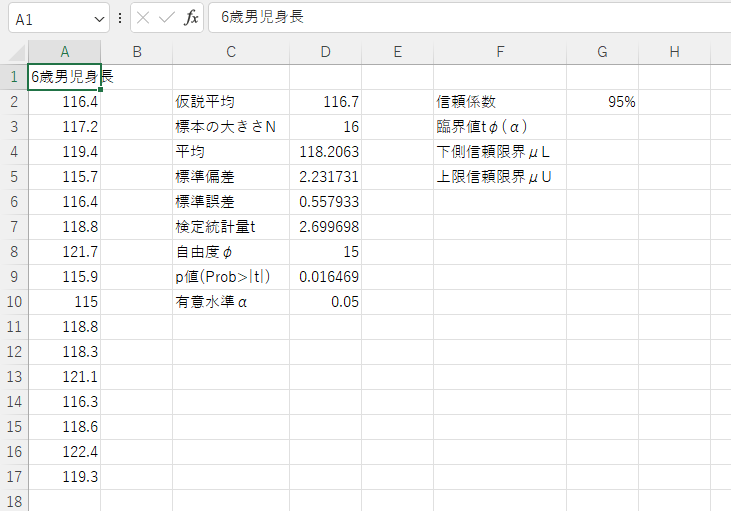 A1 fx 6歳男児身長
A B C D E F G H
1 6歳男児身長
2 116.4 仮説平均 116.7 信頼係数 95%
3 117.2 標本の大きさN 16 臨界値tφ(α)
4 119.4 平均 118.2063 下側信頼限界μL
5 115.7 標準偏差 2.231731 上限信頼限界μU
6 116.4 標準誤差 0.557933
7 118.8 検定統計量t 2.699698
8 121.7 自由度φ 15
9 115.9 p値(Prob>|t|) 0.016469
10 115 有意水準α 0.05
11 118.8
12 118.3
13 121.1
14 116.3
15 118.6
16 122.4
17 119.3
18